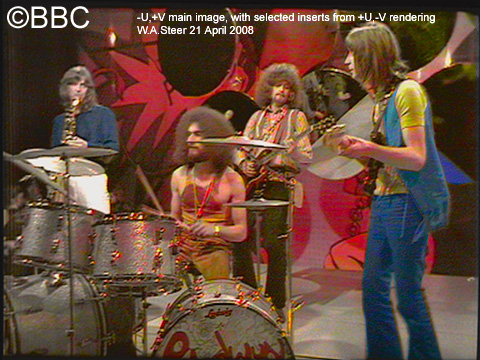 ©BBC
-U,+V main image, with selected inserts from +U,-V rendering
W.A.Steer 21 April 2008
Ludwig